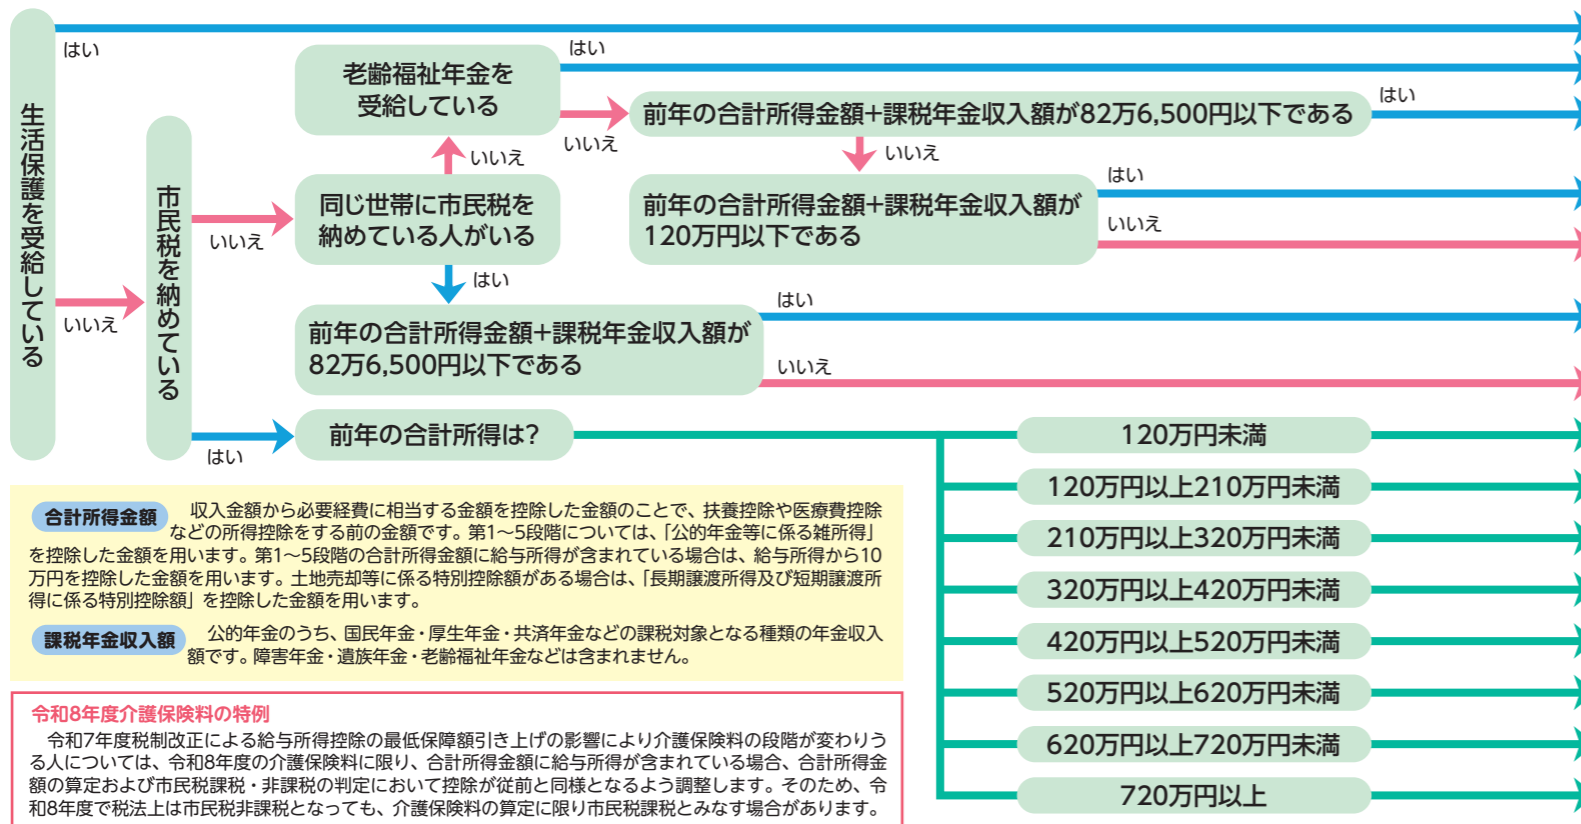 生活保護を受給している
はい
いいえ
市民税を納めている
いいえ
はい
老齢福祉年金を
受給している
はい
いいえ
いいえ
同じ世帯に市民税を
納めている人がいる
はい
前年の合計所得金額+課税年金収入額が82万6,500円以下である
はい
いいえ
前年の合計所得金額+課税年金収入額が
120万円以下である
はい
いいえ
前年の合計所得金額+課税年金収入額が
82万6,500円以下である
はい
いいえ
前年の合計所得は?
120万円未満
120万円以上210万円未満
210万円以上320万円未満
320万円以上420万円未満
420万円以上520万円未満
520万円以上620万円未満
620万円以上720万円未満
720万円以上
合計所得金額 収入金額から必要経費に相当する金額を控除した金額のことで、扶養控除や医療費控除
などの所得控除をする前の金額です。第1〜5段階については、「公的年金等に係る雑所得」
を控除した金額を用います。第1〜5段階の合計所得金額に給与所得が含まれている場合は、給与所得から10
万円を控除した金額を用います。土地売却等に係る特別控除額がある場合は、「長期譲渡所得及び短期譲渡所
得に係る特別控除額」を控除した金額を用います。
課税年金収入額 公的年金のうち、国民年金・厚生年金・共済年金などの課税対象となる種類の年金収入
額です。障害年金・遺族年金・老齢福祉年金などは含まれません。
令和8年度介護保険料の特例
令和7年度税制改正による給与所得控除の最低保障額引き上げの影響により介護保険料の段階が変わりう
る人については、令和8年度の介護保険料に限り、合計所得金額に給与所得が含まれている場合、合計所得金
額の算定および市民税課税・非課税の判定において控除が従前と同様となるよう調整します。そのため、令
和8年度で税法上は市民税非課税となっても、介護保険料の算定に限り市民税課税とみなす場合があります。